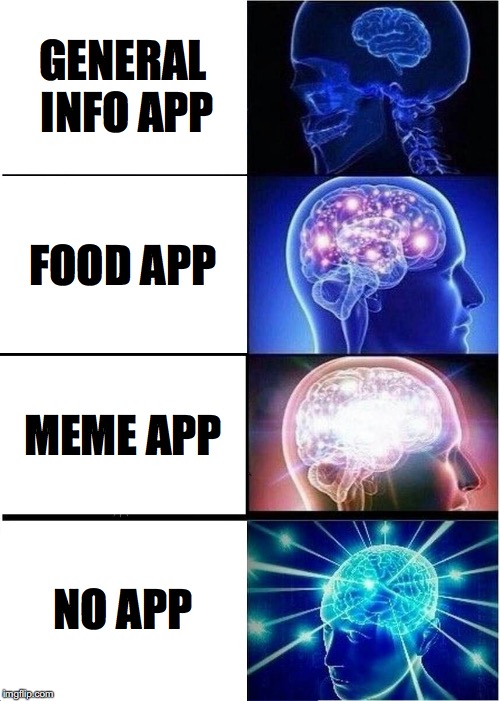 GENERAL
INFO APP
FOOD APP
MEME APP
NO APP
imgflip.com